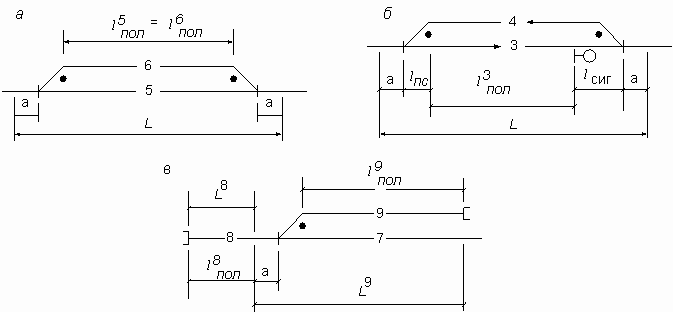 а
l⁵пол = l⁶пол
6
5
а
а
L
б
4
3
а
lпс
l³пол
lсиг
а
L
в
l⁹пол
L⁸
9
8
7
l⁸пол
а
L⁹